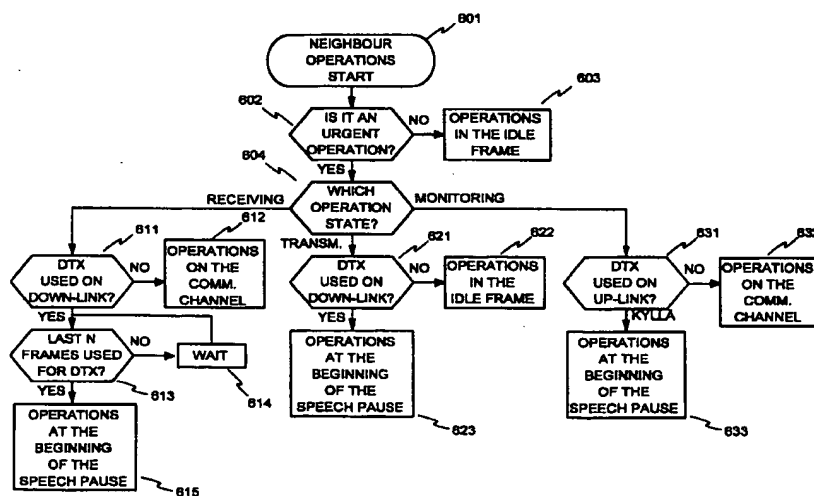 601
NEIGHBOUR
OPERATIONS
START
602
IS IT AN
URGENT
OPERATION?
NO
603
OPERATIONS
IN THE IDLE
FRAME
YES
604
WHICH
OPERATION
STATE?
RECEIVING
TRANSM.
MONITORING
611
DTX
USED ON
DOWN-LINK?
NO
612
OPERATIONS
ON THE
COMM.
CHANNEL
YES
LAST N
FRAMES USED
FOR DTX?
613
NO
WAIT
614
YES
OPERATIONS
AT THE
BEGINNING
OF THE
SPEECH PAUSE
615
621
DTX
USED ON
DOWN-LINK?
NO
622
OPERATIONS
IN THE
IDLE FRAME
YES
OPERATIONS
AT THE
BEGINNING
OF THE
SPEECH PAUSE
623
631
DTX
USED ON
UP-LINK?
NO
632
OPERATIONS
ON THE
COMM.
CHANNEL
KYLLA
OPERATIONS
AT THE
BEGINNING
OF THE
SPEECH PAUSE
633